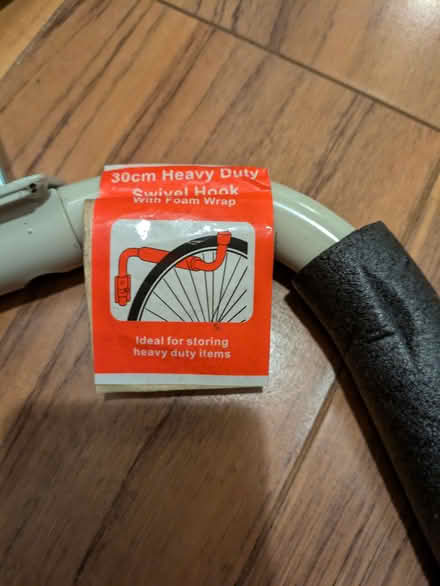 30cm Heavy Duty
Swivel Hook
With Foam Wrap
Ideal for storing
heavy duty items